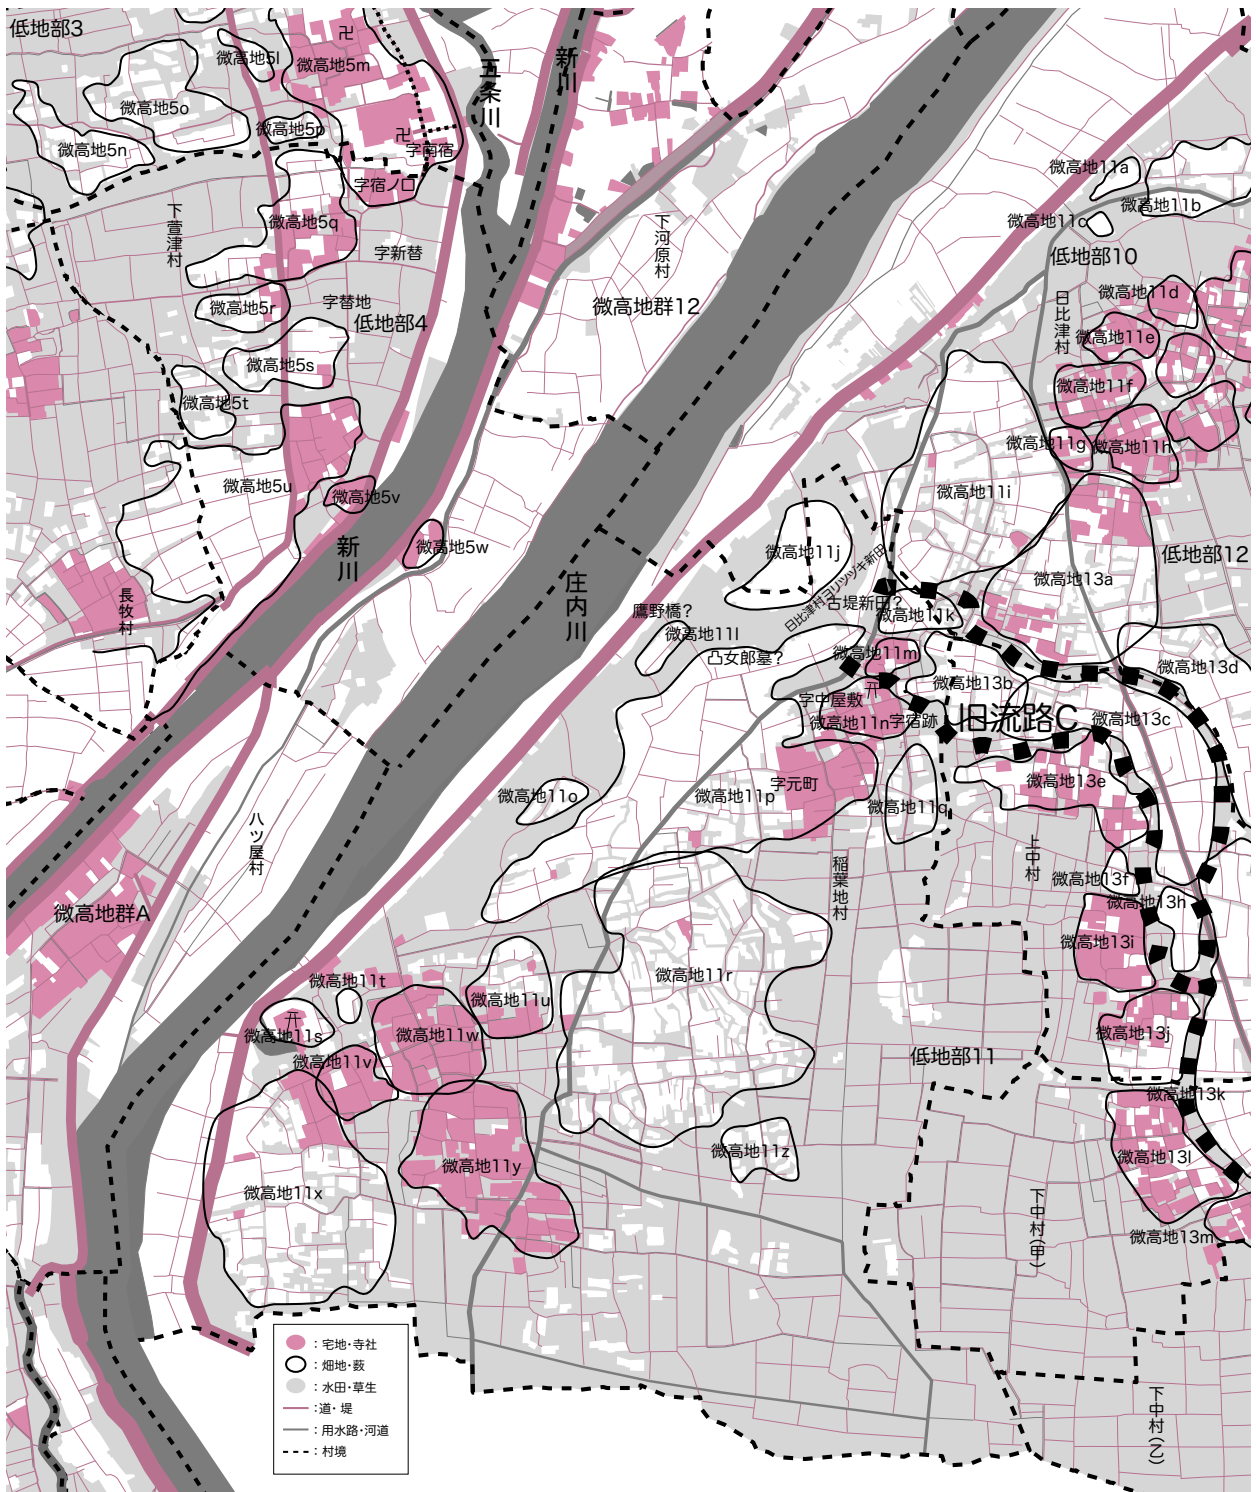 低地部3
微高地5l
微高地5m
卍
五条川
新川
微高地5o
微高地5p
卍
微高地5n
字南宿
字宿ノ口
微高地11a
下萱津村
微高地5q
下河原村
微高地11c
微高地11b
字新替
低地部10
字替地
微高地5r
低地部4
微高地群12
日比津村
微高地11d
微高地11e
微高地5s
微高地11f
微高地5t
微高地11g
微高地11h
微高地5u
微高地5v
微高地11i
微高地5w
新川
微高地11j
低地部12
庄内川
日比津村ヨリツヅキ新田
微高地13a
長牧村
鷹野橋?
古堤新田?
微高地11k
微高地11l
凸女郎墓?
微高地11m
微高地13d
微高地13b
字中屋敷
微高地11n
字宿跡
旧流路C
微高地13c
字元町
微高地11o
微高地11p
微高地13e
微高地11q
八ツ屋村
上中村
稲葉地村
微高地13f
微高地13h
微高地群A
微高地13i
微高地11r
微高地11t
微高地11u
微高地11s
微高地11w
微高地13j
微高地11v
低地部11
微高地13k
微高地11z
微高地11y
微高地13l
微高地11x
下中村(甲)
微高地13m
:宅地・寺社
:畑地・薮
:水田・草生
:道・堤
:用水路・河道
:村境
下中村(乙)